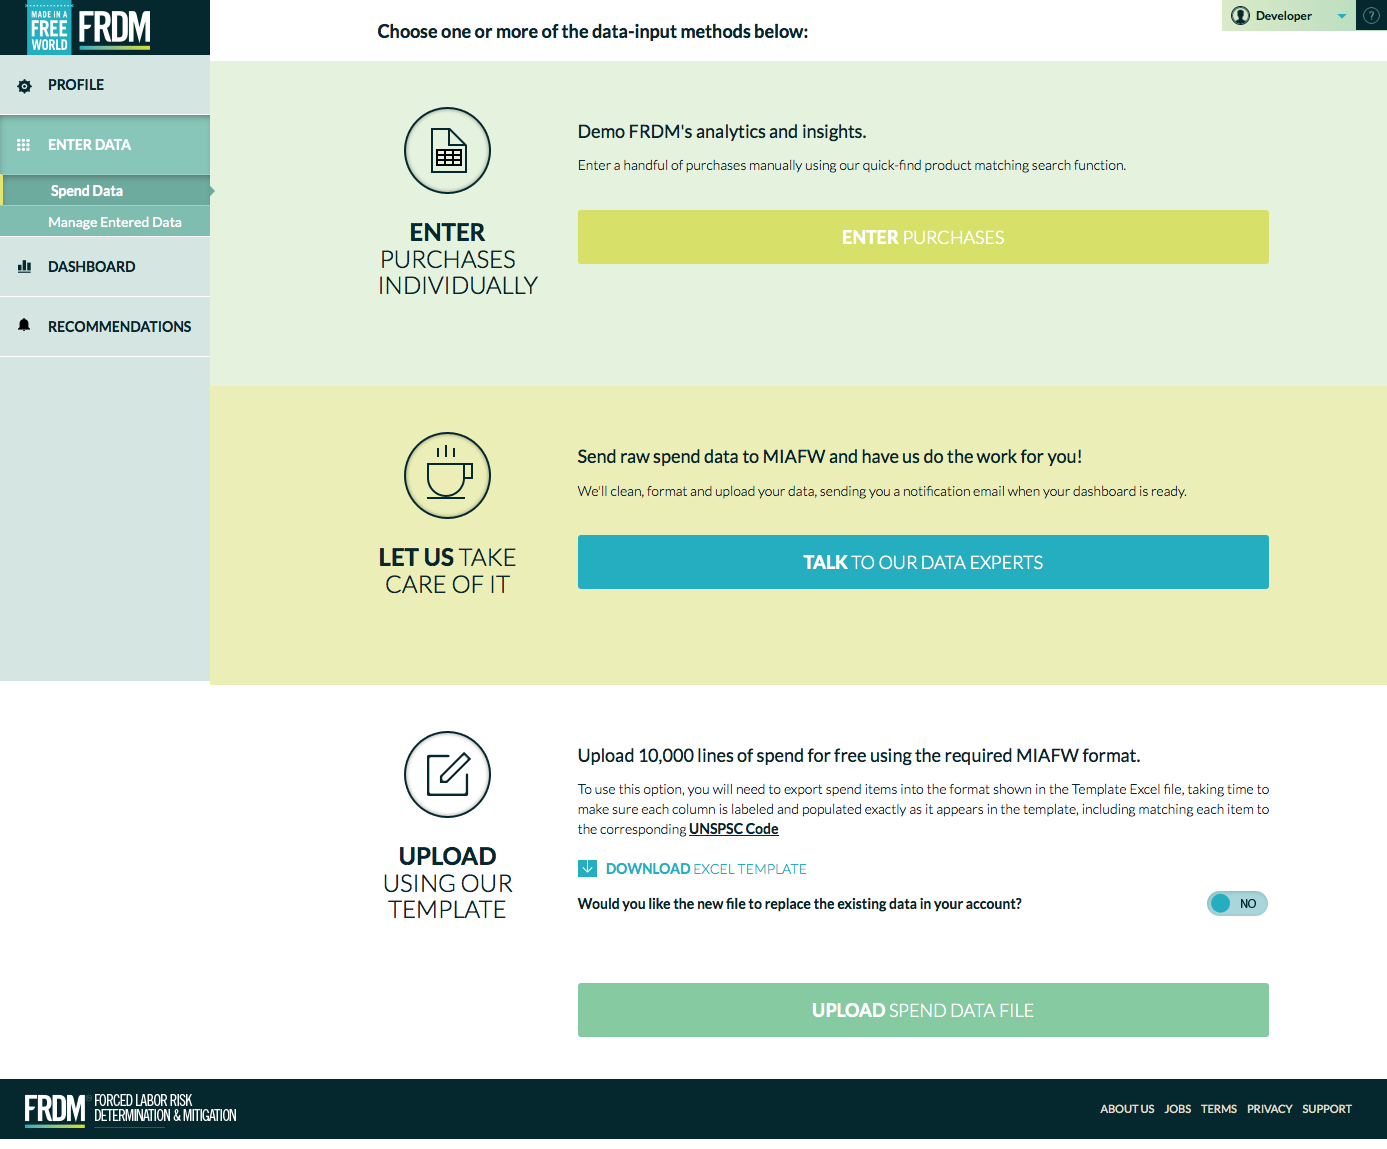 MADE IN A
FREE
WORLD
FRDM
Developer
?
PROFILE
ENTER DATA
Spend Data
Manage Entered Data
DASHBOARD
RECOMMENDATIONS
Choose one or more of the data-input methods below:
ENTER
PURCHASES
INDIVIDUALLY
Demo FRDM's analytics and insights.
Enter a handful of purchases manually using our quick-find product matching search function.
ENTER PURCHASES
LET US TAKE
CARE OF IT
Send raw spend data to MIAFW and have us do the work for you!
We'll clean, format and upload your data, sending you a notification email when your dashboard is ready.
TALK TO OUR DATA EXPERTS
UPLOAD
USING OUR
TEMPLATE
Upload 10,000 lines of spend for free using the required MIAFW format.
To use this option, you will need to export spend items into the format shown in the Template Excel file, taking time to
make sure each column is labeled and populated exactly as it appears in the template, including matching each item to
the corresponding UNSPSC Code
DOWNLOAD EXCEL TEMPLATE
Would you like the new file to replace the existing data in your account?
NO
UPLOAD SPEND DATA FILE
FRDM
FORCED LABOR RISK
DETERMINATION & MITIGATION
ABOUT US JOBS TERMS PRIVACY SUPPORT